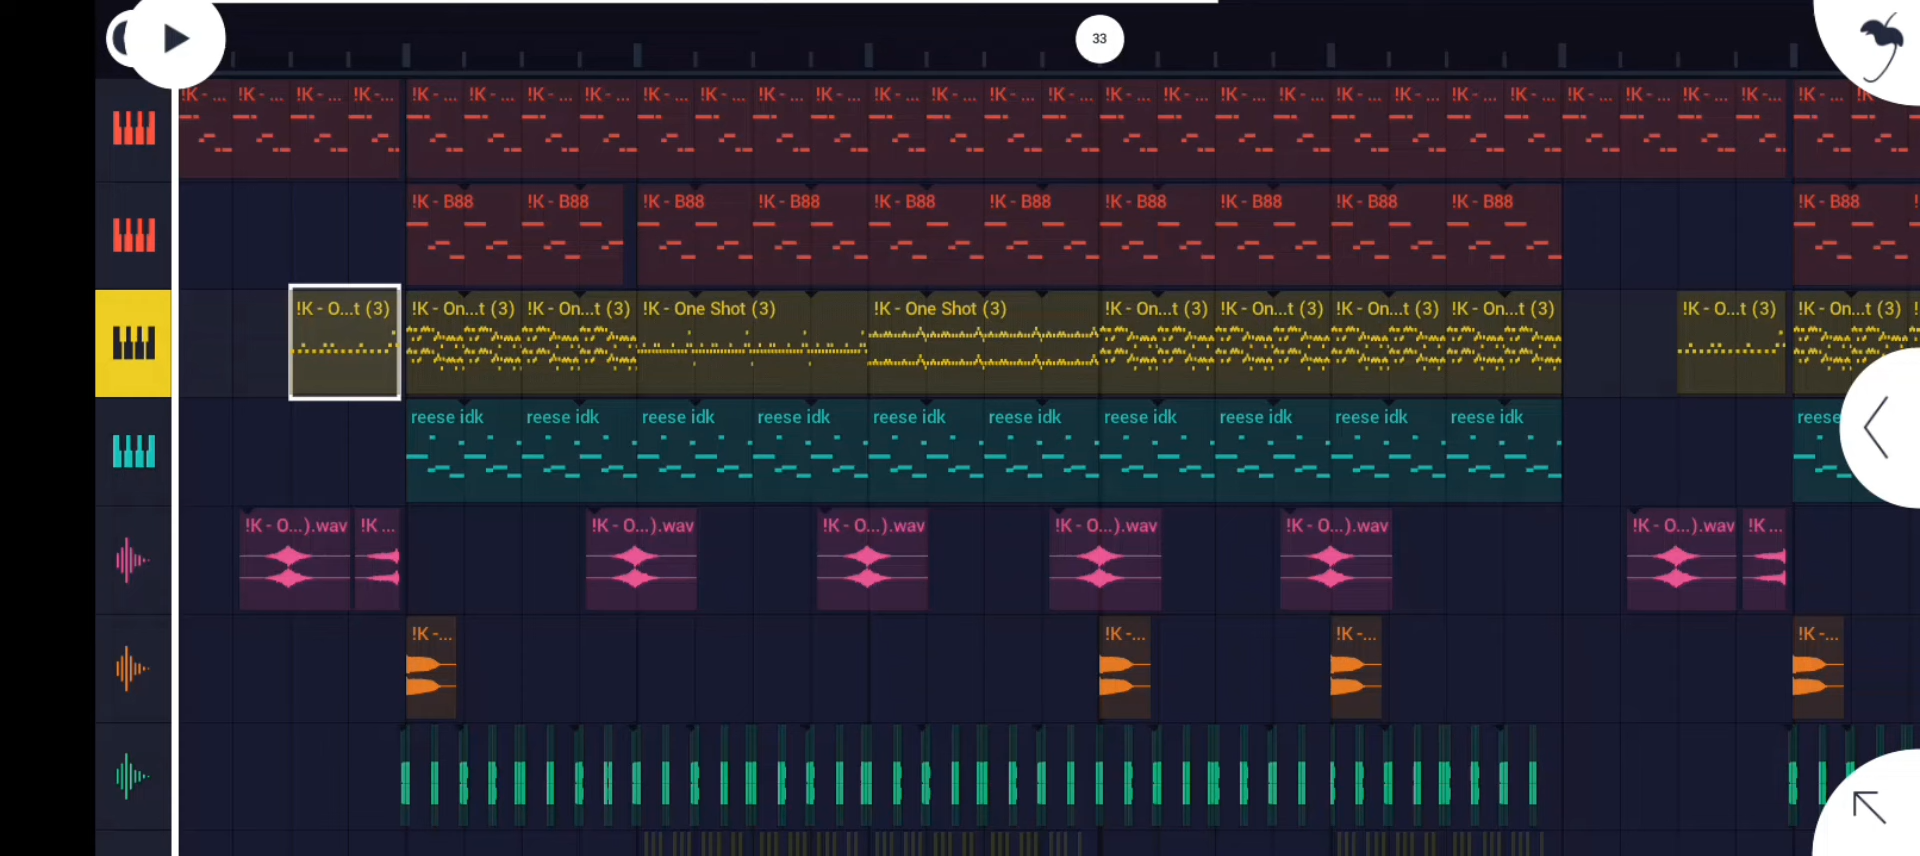 33
!K - ... !K - ... !K - ... !K -... !K - ... !K - ... !K - ... !K - ... !K - ... !K - ... !K - ... !K - ... !K - ... !K - ... !K - ... !K - ... !K - ... !K - ... !K - ... !K - ... !K - ... !K - ... !K - ... !K - ... !K - ... !K - ... !K - ... !K -... !K - ...
!K - B88 !K - B88 !K - B88 !K - B88 !K - B88 !K - B88 !K - B88 !K - B88 !K - B88 !K - B88 !K - B88
!K - O...t (3) !K - On...t (3) !K - On...t (3) !K - One Shot (3) !K - One Shot (3) !K - On...t (3) !K - On...t (3) !K - On...t (3) !K - On...t (3) !K - O...t (3) !K - On...t (3)
reese idk reese idk reese idk reese idk reese idk reese idk reese idk reese idk reese idk reese idk reese
!K - O...).wav !K ... !K - O...).wav !K - O...).wav !K - O...).wav !K - O...).wav !K - O...).wav !K ...
!K -... !K -... !K -... !K -...